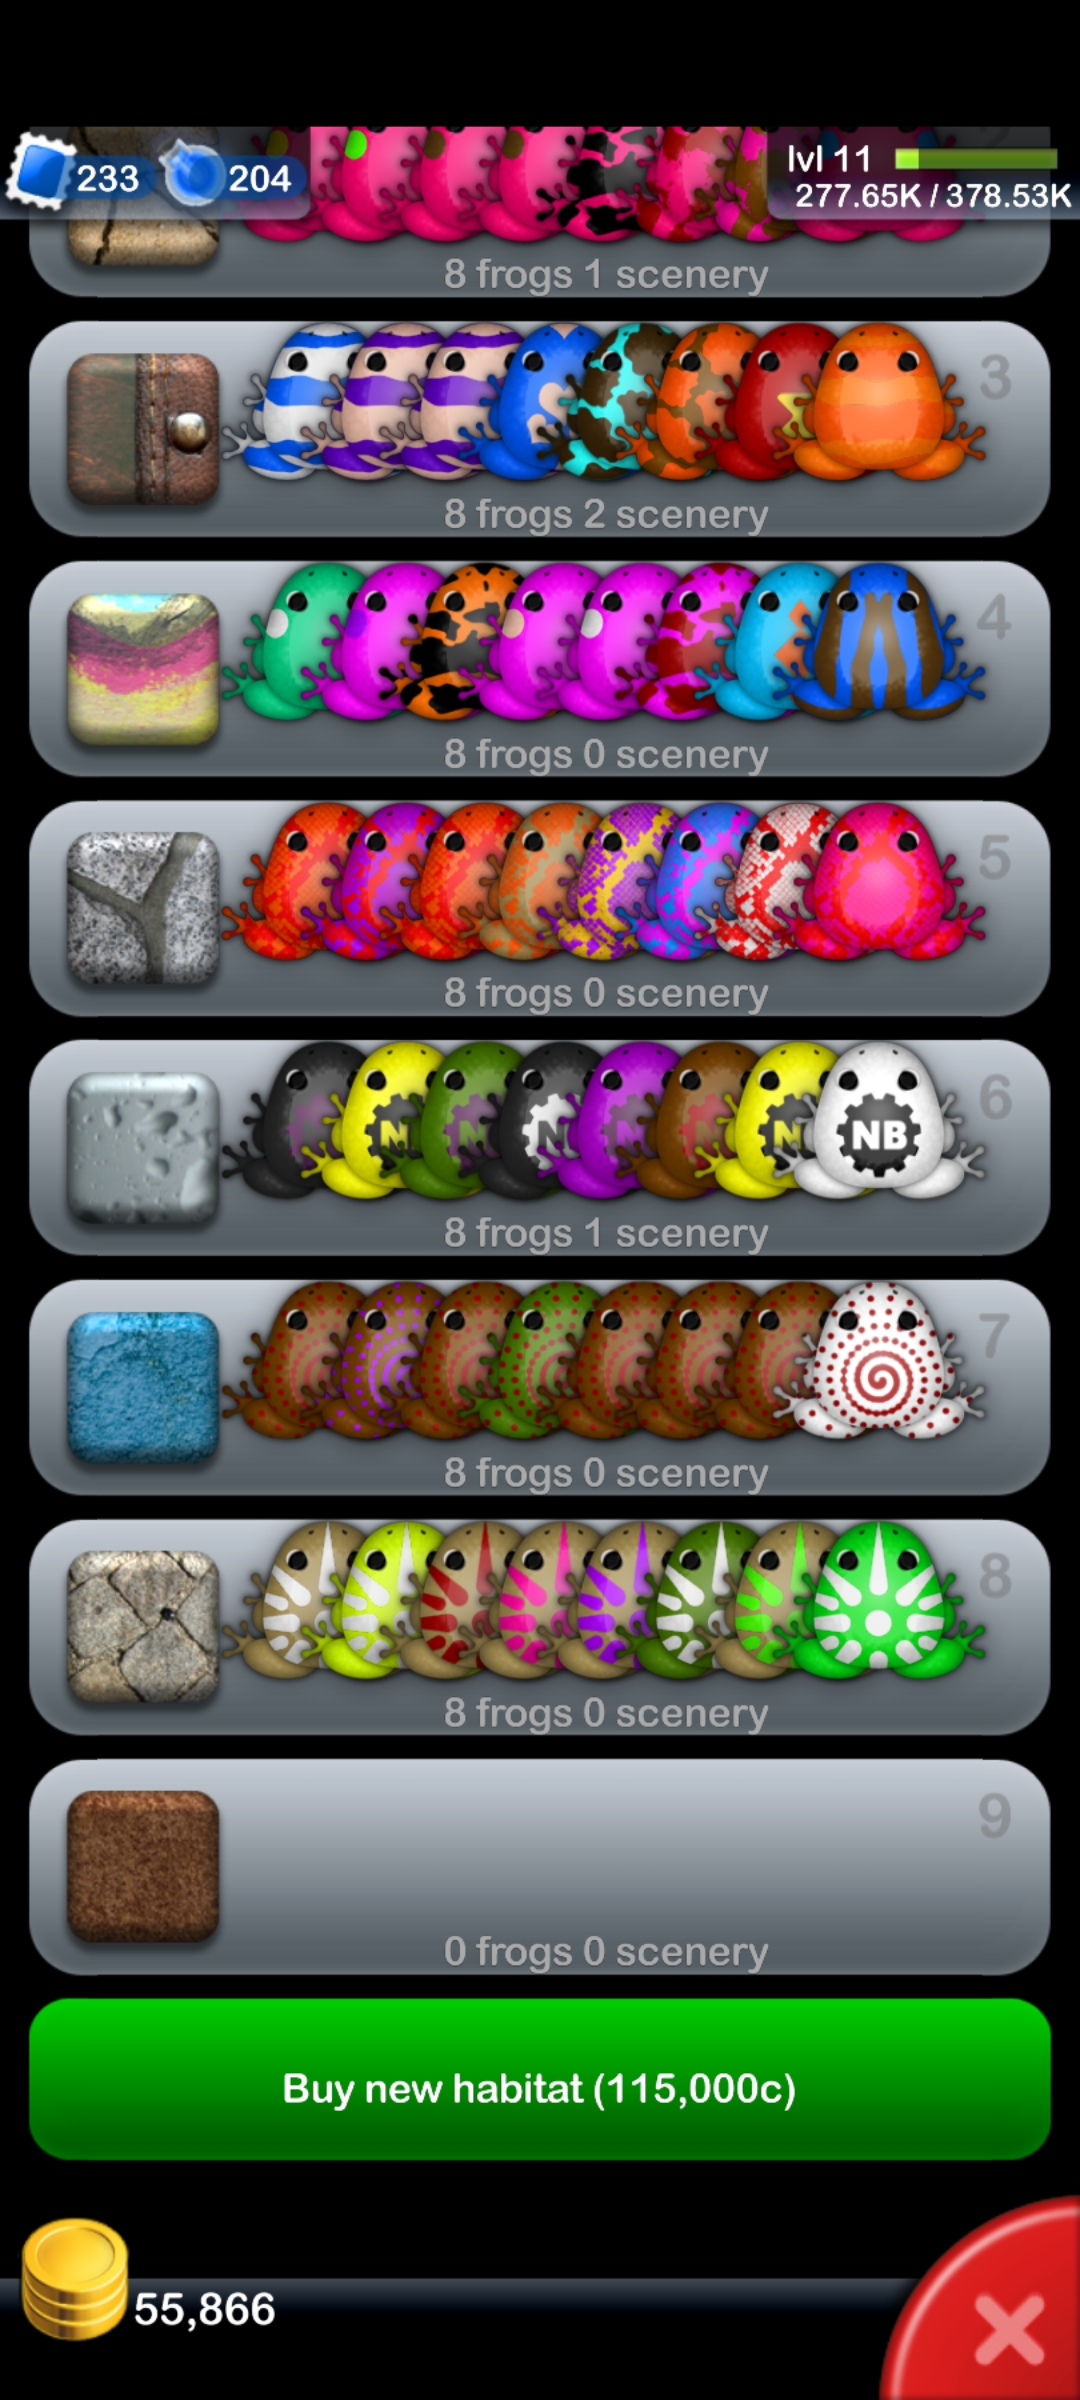 233
204
lvl 11
277.65K / 378.53K
8 frogs 1 scenery
3
8 frogs 2 scenery
4
8 frogs 0 scenery
5
8 frogs 0 scenery
6
N
N
N
N
N
NB
8 frogs 1 scenery
7
8 frogs 0 scenery
8
8 frogs 0 scenery
9
0 frogs 0 scenery
Buy new habitat (115,000c)
55,866